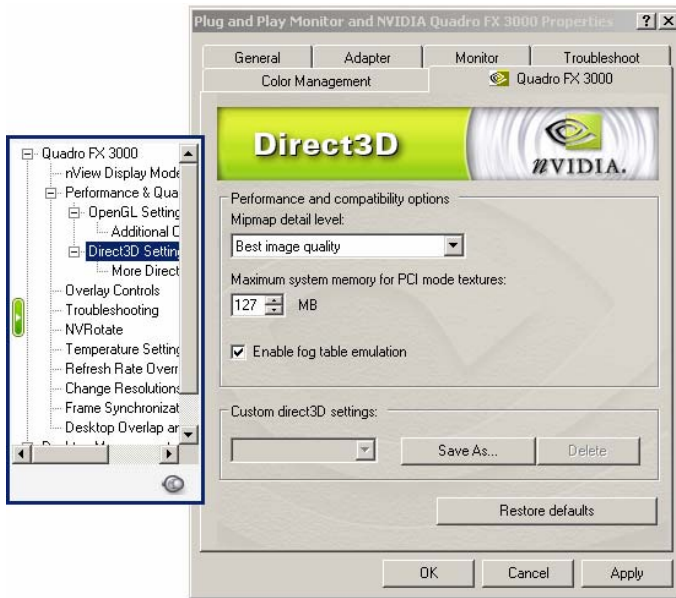 Plug and Play Monitor and NVIDIA Quadro FX 3000 Properties
General Adapter Monitor Troubleshoot
Color Management Quadro FX 3000
Direct3D
NVIDIA.
Quadro FX 3000
nView Display Mode
Performance & Qua
OpenGL Setting
Additional
Direct3D Settin
More Direct
Overlay Controls
Troubleshooting
NVRotate
Temperature Setting
Refresh Rate Overr
Change Resolutions
Frame Synchronizat
Desktop Overlap an
Performance and compatibility options
Mipmap detail level:
Best image quality
Maximum system memory for PCI mode textures:
127 MB
Enable fog table emulation
Custom direct3D settings:
Save As... Delete
Restore defaults
OK Cancel Apply